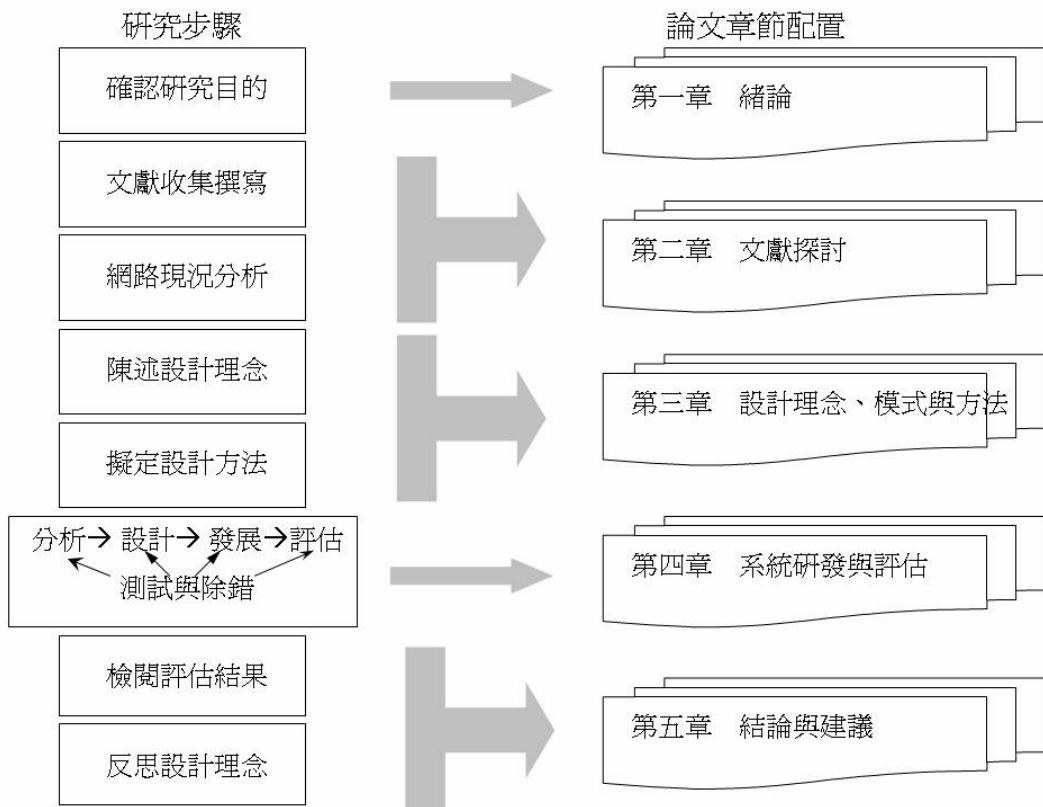 研究步驟
確認研究目的
文獻收集撰寫
網路現況分析
陳述設計理念
擬定設計方法
分析→設計→發展→評估
測試與除錯
檢閱評估結果
反思設計理念
論文章節配置
第一章 緒論
第二章 文獻探討
第三章 設計理念、模式與方法
第四章 系統研發與評估
第五章 結論與建議